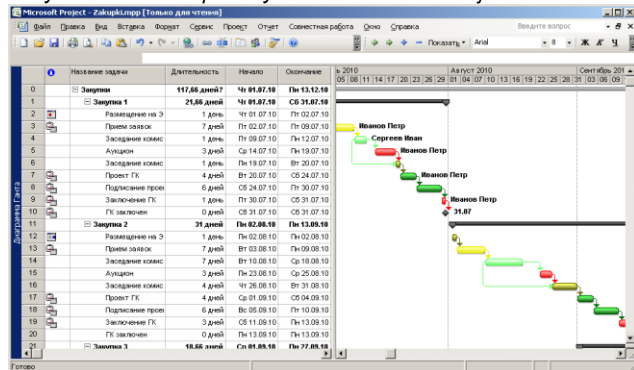 Microsoft Project - Zakupki.mpp [Только для чтения]
Файл Правка Вид Вставка Формат Сервис Проект Отчет Совместная работа Окно Справка
Введите вопрос
Показать Arial 8 Ж К Ч
Название задачи Длительность Начало Окончание ь 2010 Август 2010 Сентябрь 201
05 08 11 14 17 20 23 26 29 01 04 07 10 13 16 19 22 25 28 31 03 06 09
0 Закупки 117,66 дней? Чт 01.07.10 Пн 13.12.10
1 Закупка 1 21,66 дней Чт 01.07.10 Сб 31.07.10
2 Размещение на Э 1 день Чт 01.07.10 Пт 02.07.10
3 Прием заявок 7 дней Пт 02.07.10 Пт 09.07.10 Иванов Петр
4 Заседание комис 1 день Пт 09.07.10 Пн 12.07.10 Сергеев Иван
5 Аукцион 3 дней Ср 14.07.10 Пн 19.07.10 Иванов Петр
6 Заседание комис 1 день Пн 19.07.10 Вт 20.07.10
7 Проект ГК 4 дней Вт 20.07.10 Сб 24.07.10 Иванов Петр
8 Подписание проек 6 дней Сб 24.07.10 Пт 30.07.10
9 Заключение ГК 1 день Пт 30.07.10 Сб 31.07.10 Иванов Петр
10 ГК заключен 0 дней Сб 31.07.10 Сб 31.07.10 31.07
11 Закупка 2 31 дней Пн 02.08.10 Пн 13.09.10
12 Размещение на Э 1 день Пн 02.08.10 Пн 02.08.10
13 Прием заявок 7 дней Вт 03.08.10 Пн 09.08.10
14 Заседание комис 7 дней Вт 10.08.10 Ср 18.08.10
15 Аукцион 3 дней Пн 23.08.10 Ср 25.08.10
16 Заседание комис 4 дней Чт 26.08.10 Вт 31.08.10
17 Проект ГК 4 дней Ср 01.09.10 Сб 04.09.10
18 Подписание проек 6 дней Вс 05.09.10 Пт 10.09.10
19 Заключение ГК 3 дней Сб 11.09.10 Пн 13.09.10
20 ГК заключен 0 дней Пн 13.09.10 Пн 13.09.10
21 Закупка 3 18,66 дней Ср 01.09.10 Пн 27.09.10
Диаграмма Ганта
Готово